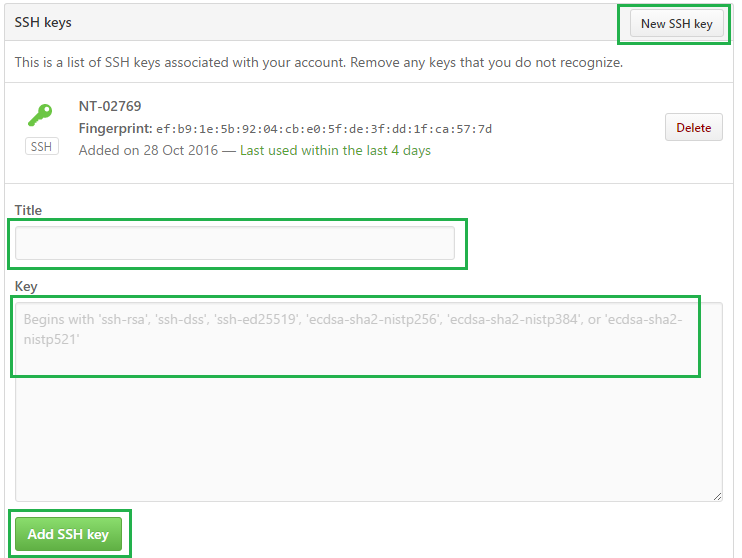 SSH keys
New SSH key
This is a list of SSH keys associated with your account. Remove any keys that you do not recognize.
NT-02769
Fingerprint: ef:b9:1e:5b:92:04:cb:e0:5f:de:3f:dd:1f:ca:57:7d
SSH
Added on 28 Oct 2016 — Last used within the last 4 days
Delete
Title
Key
Begins with 'ssh-rsa', 'ssh-dss', 'ssh-ed25519', 'ecdsa-sha2-nistp256', 'ecdsa-sha2-nistp384', or 'ecdsa-sha2-
nistp521'
Add SSH key